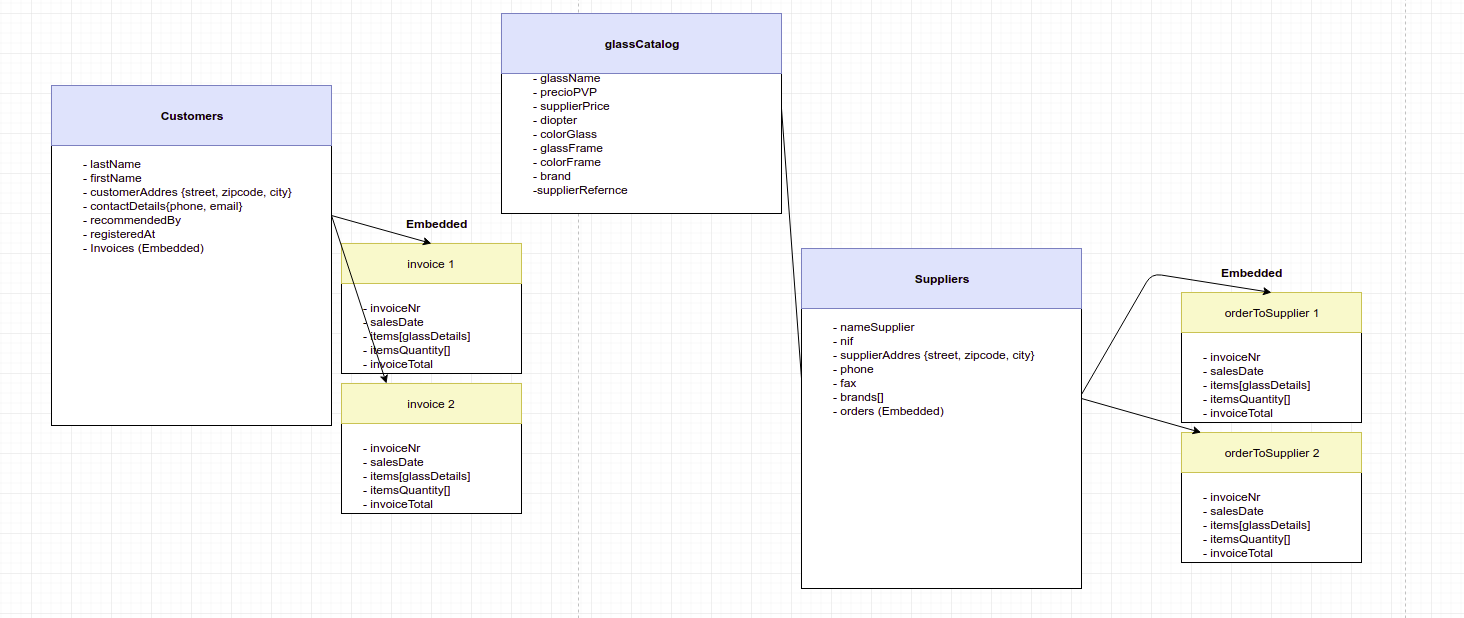 glassCatalog
- glassName
- precioPVP
- supplierPrice
- diopter
- colorGlass
- glassFrame
- colorFrame
- brand
-supplierRefernce
Customers
- lastName
- firstName
- customerAddres {street, zipcode, city}
- contactDetails{phone, email}
- recommendedBy
- registeredAt
- Invoices (Embedded)
Embedded
invoice 1
- invoiceNr
- salesDate
- items[glassDetails]
- itemsQuantity[]
- invoiceTotal
invoice 2
- invoiceNr
- salesDate
- items[glassDetails]
- itemsQuantity[]
- invoiceTotal
Suppliers
- nameSupplier
- nif
- supplierAddres {street, zipcode, city}
- phone
- fax
- brands[]
- orders (Embedded)
Embedded
orderToSupplier 1
- invoiceNr
- salesDate
- items[glassDetails]
- itemsQuantity[]
- invoiceTotal
orderToSupplier 2
- invoiceNr
- salesDate
- items[glassDetails]
- itemsQuantity[]
- invoiceTotal